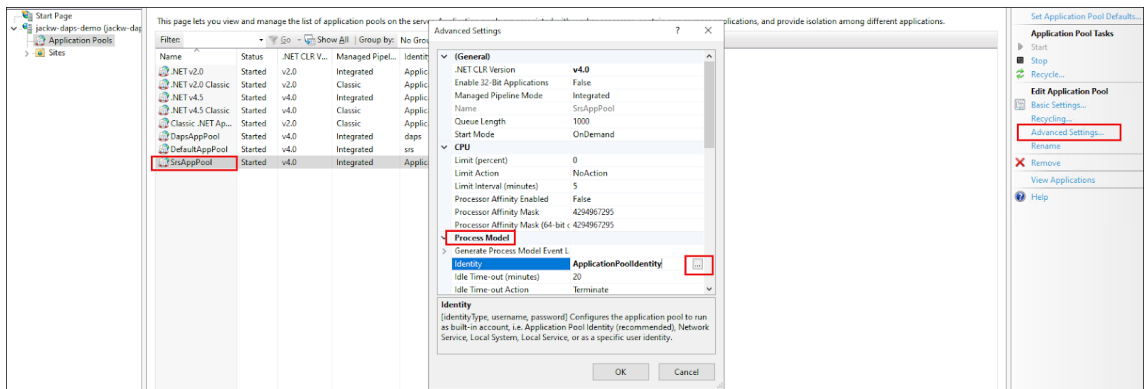 Start Page
jackw-daps-demo (jackw-dap
Application Pools
Sites
This page lets you view and manage the list of application pools on the serve
plications, and provide isolation among different applications.
Filter: Go Show All Group by: No Grou
Name Status .NET CLR V... Managed Pipel... Identit
.NET v2.0 Started v2.0 Integrated Applic
.NET v2.0 Classic Started v2.0 Classic Applic
.NET v4.5 Started v4.0 Integrated Applic
.NET v4.5 Classic Started v4.0 Classic Applic
Classic .NET Ap... Started v2.0 Classic Applic
DapsAppPool Started v4.0 Integrated daps
DefaultAppPool Started v4.0 Integrated srs
SrsAppPool Started v4.0 Integrated Applic
Advanced Settings ? ×
(General)
.NET CLR Version v4.0
Enable 32-Bit Applications False
Managed Pipeline Mode Integrated
Name SrsAppPool
Queue Length 1000
Start Mode OnDemand
CPU
Limit (percent) 0
Limit Action NoAction
Limit Interval (minutes) 5
Processor Affinity Enabled False
Processor Affinity Mask 4294967295
Processor Affinity Mask (64-bit c 4294967295
Process Model
Generate Process Model Event L
Identity ApplicationPoolIdentity ...
Idle Time-out (minutes) 20
Idle Time-out Action Terminate
Identity
[identityType, username, password] Configures the application pool to run
as built-in account, i.e. Application Pool Identity (recommended), Network
Service, Local System, Local Service, or as a specific user identity.
OK Cancel
Set Application Pool Defaults...
Application Pool Tasks
Start
Stop
Recycle...
Edit Application Pool
Basic Settings...
Recycling...
Advanced Settings...
Rename
Remove
View Applications
Help